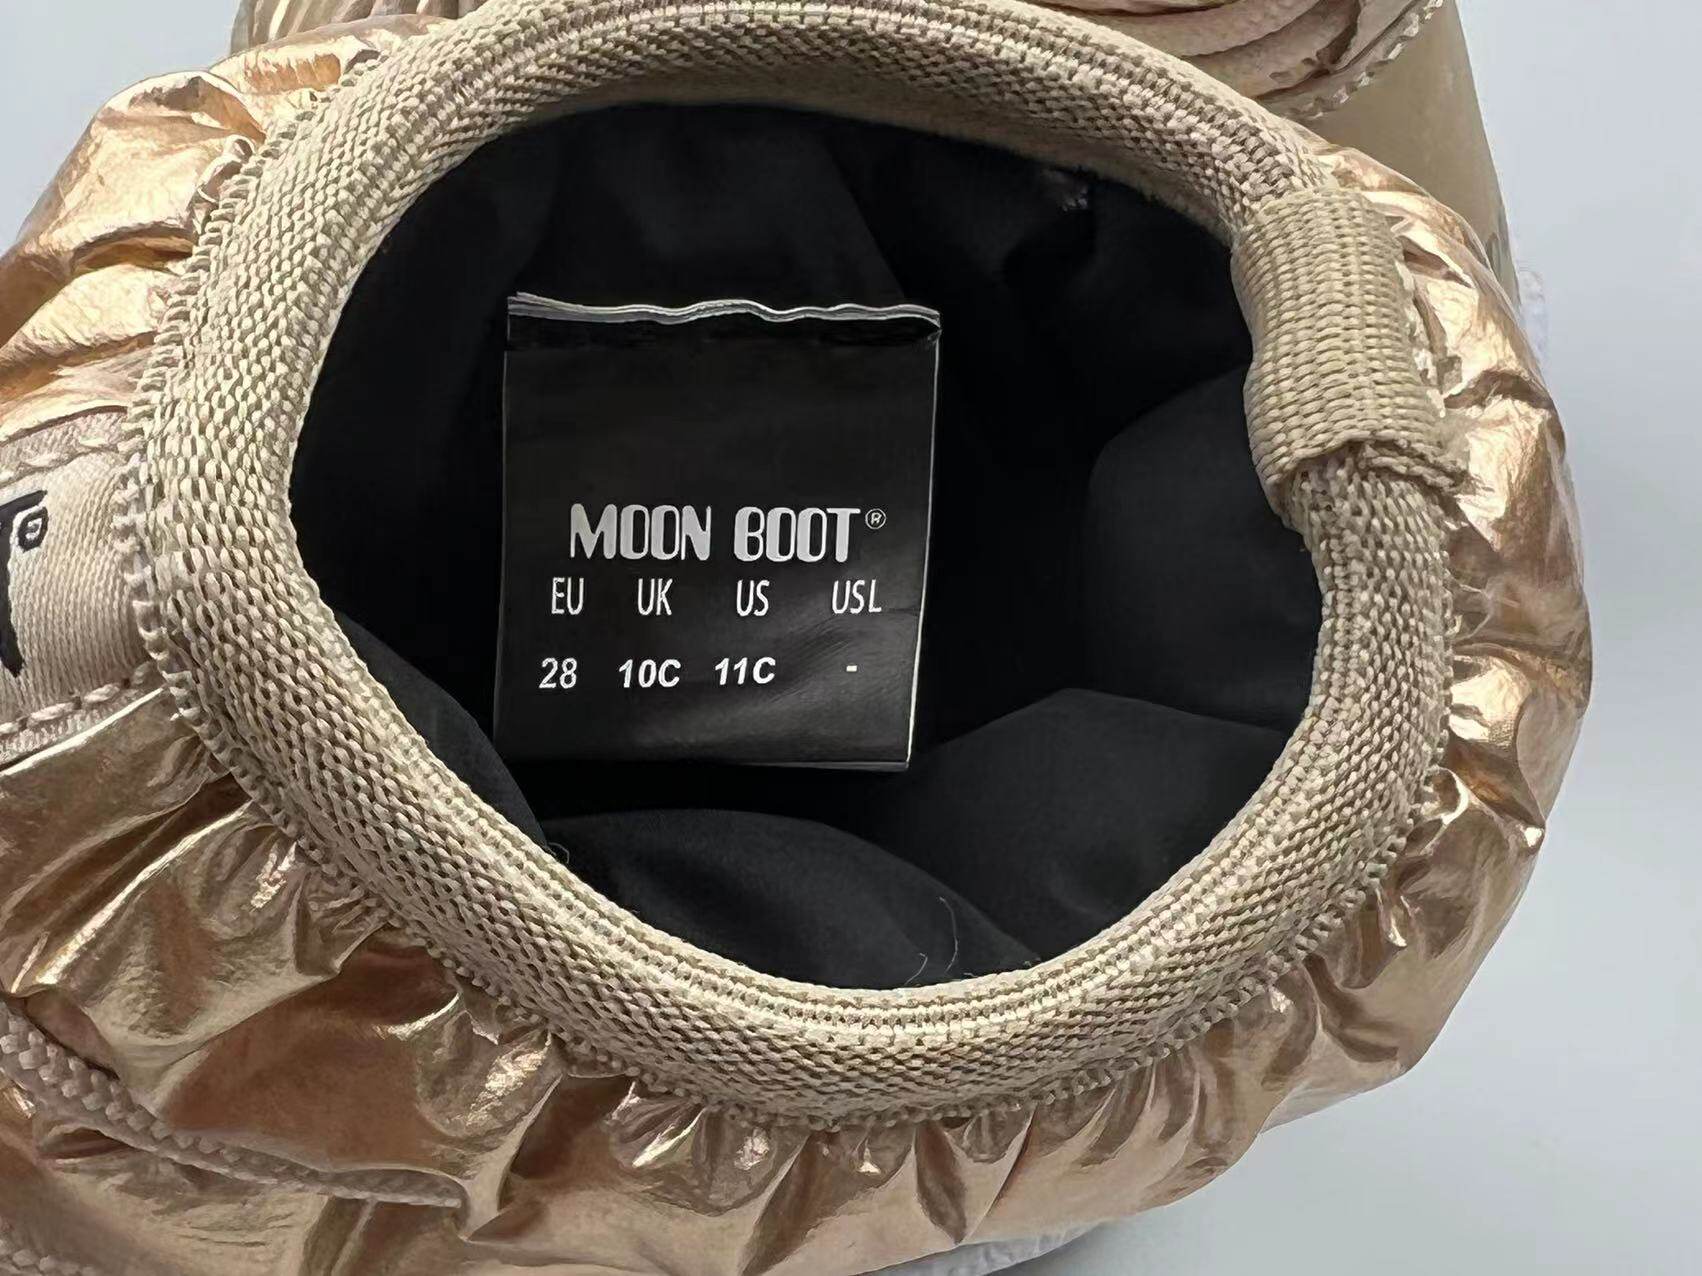 MOON BOOT®
EU UK US USL
28 10C 11C -